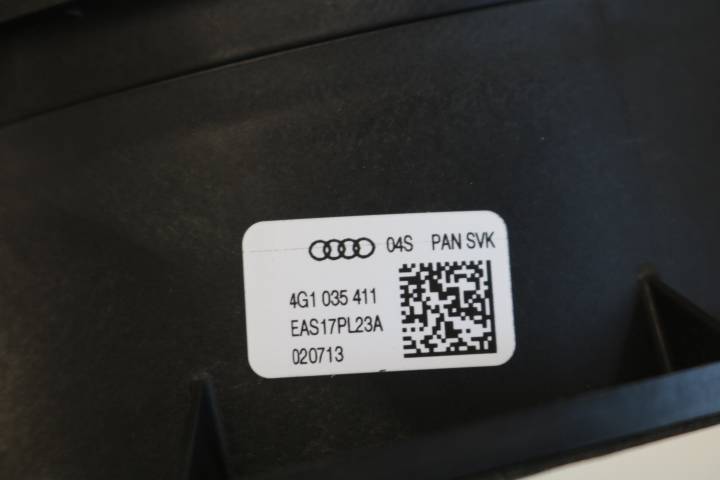 04S PAN SVK
4G1 035 411
EAS17PL23A
020713